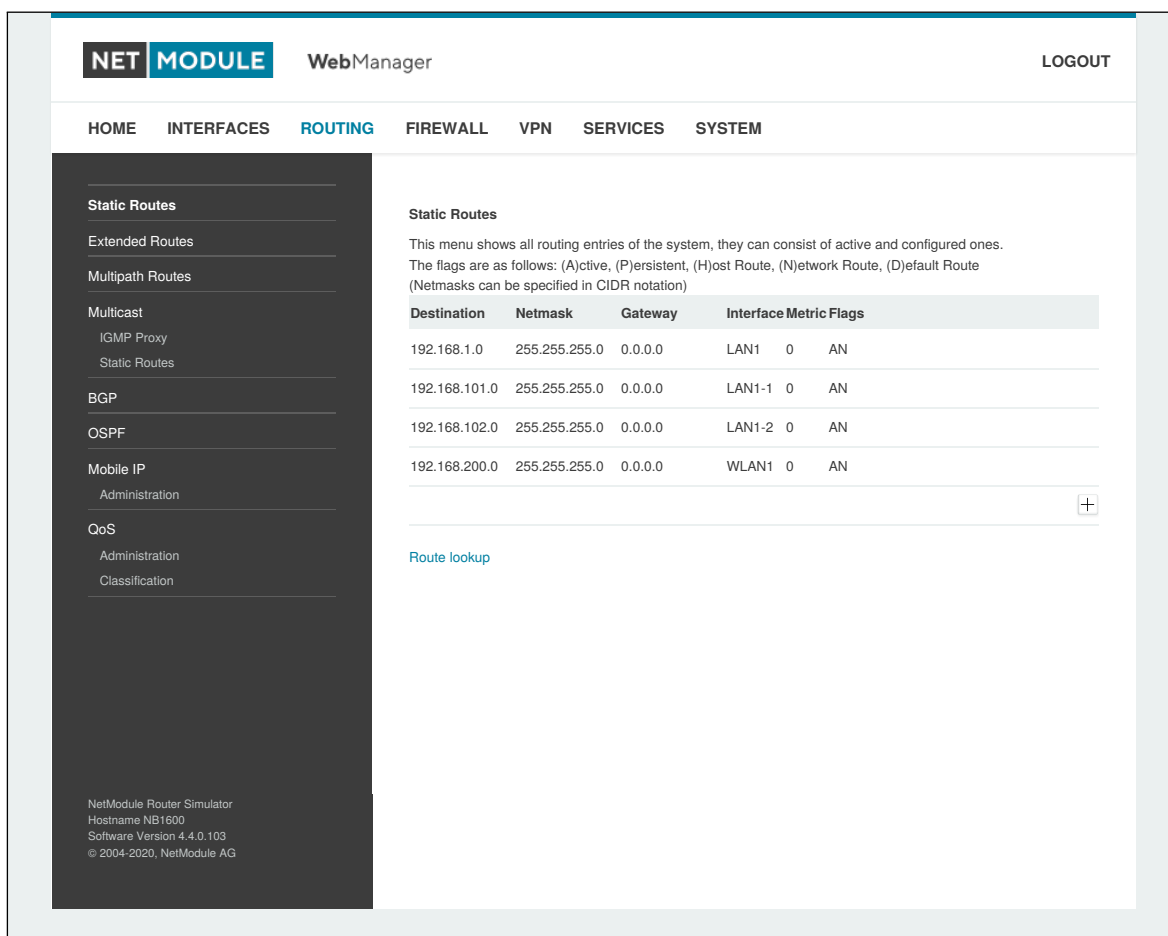 NET MODULE WebManager LOGOUT
HOME INTERFACES ROUTING FIREWALL VPN SERVICES SYSTEM
Static Routes
Extended Routes
Multipath Routes
Multicast
IGMP Proxy
Static Routes
BGP
OSPF
Mobile IP
Administration
QoS
Administration
Classification
NetModule Router Simulator
Hostname NB1600
Software Version 4.4.0.103
© 2004-2020, NetModule AG
Static Routes
This menu shows all routing entries of the system, they can consist of active and configured ones.
The flags are as follows: (A)ctive, (P)ersistent, (H)ost Route, (N)etwork Route, (D)efault Route
(Netmasks can be specified in CIDR notation)
Destination Netmask Gateway Interface Metric Flags
192.168.1.0 255.255.255.0 0.0.0.0 LAN1 0 AN
192.168.101.0 255.255.255.0 0.0.0.0 LAN1-1 0 AN
192.168.102.0 255.255.255.0 0.0.0.0 LAN1-2 0 AN
192.168.200.0 255.255.255.0 0.0.0.0 WLAN1 0 AN
+
Route lookup